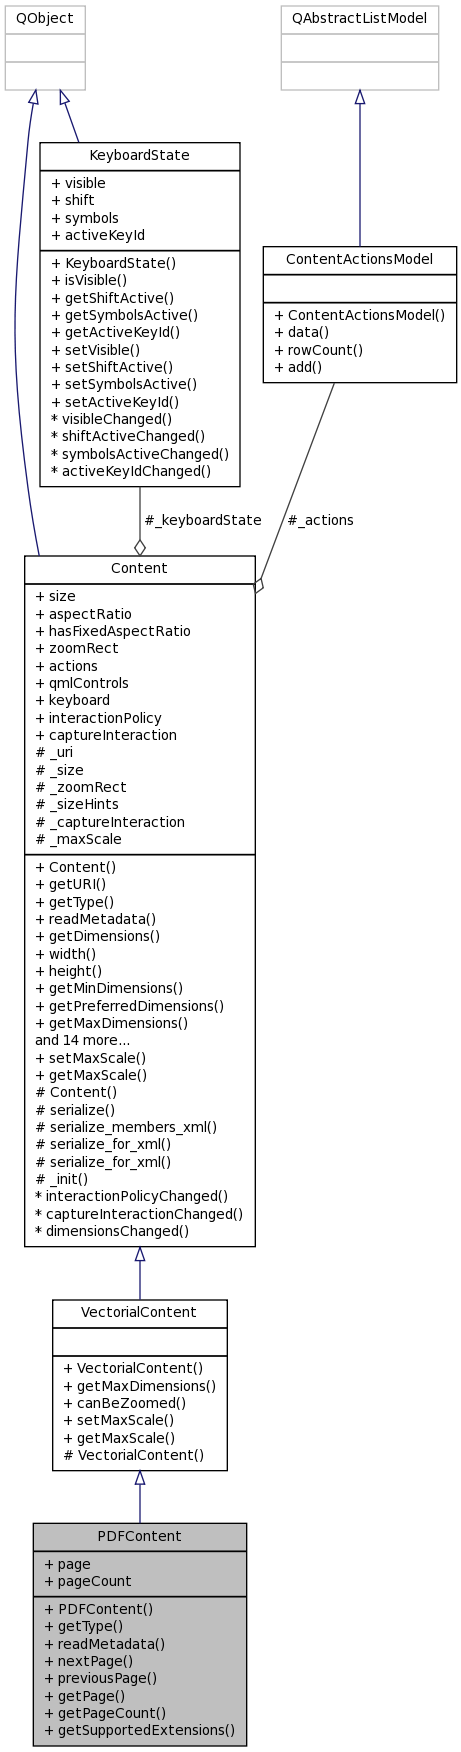 QObject
QAbstractListModel
KeyboardState
+ visible
+ shift
+ symbols
+ activeKeyId
+ KeyboardState()
+ isVisible()
+ getShiftActive()
+ getSymbolsActive()
+ getActiveKeyId()
+ setVisible()
+ setShiftActive()
+ setSymbolsActive()
+ setActiveKeyId()
* visibleChanged()
* shiftActiveChanged()
* symbolsActiveChanged()
* activeKeyIdChanged()
ContentActionsModel
+ ContentActionsModel()
+ data()
+ rowCount()
+ add()
#_keyboardState
#_actions
Content
+ size
+ aspectRatio
+ hasFixedAspectRatio
+ zoomRect
+ actions
+ qmlControls
+ keyboard
+ interactionPolicy
+ captureInteraction
# _uri
# _size
# _zoomRect
# _sizeHints
# _captureInteraction
# _maxScale
+ Content()
+ getURI()
+ getType()
+ readMetadata()
+ getDimensions()
+ width()
+ height()
+ getMinDimensions()
+ getPreferredDimensions()
+ getMaxDimensions()
and 14 more...
+ setMaxScale()
+ getMaxScale()
# Content()
# serialize()
# serialize_members_xml()
# serialize_for_xml()
# serialize_for_xml()
# _init()
* interactionPolicyChanged()
* captureInteractionChanged()
* dimensionsChanged()
VectorialContent
+ VectorialContent()
+ getMaxDimensions()
+ canBeZoomed()
+ setMaxScale()
+ getMaxScale()
# VectorialContent()
PDFContent
+ page
+ pageCount
+ PDFContent()
+ getType()
+ readMetadata()
+ nextPage()
+ previousPage()
+ getPage()
+ getPageCount()
+ getSupportedExtensions()